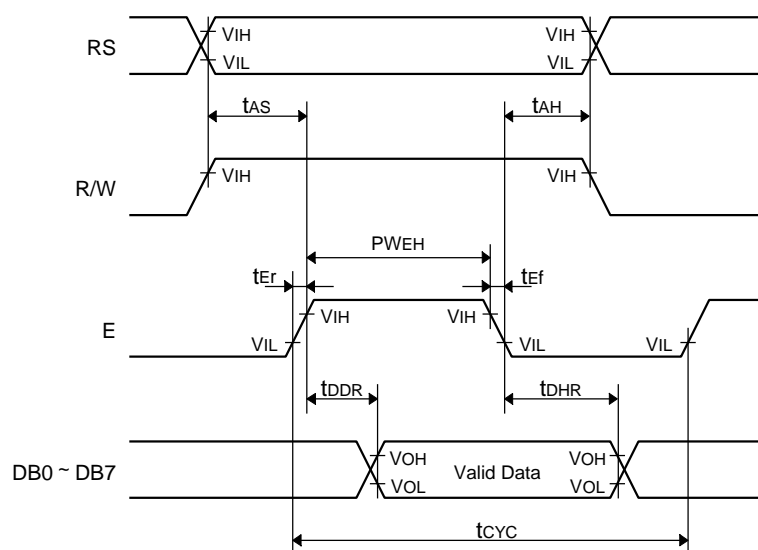 RS
VIH
VIL
VIH
VIL
tAS
tAH
R/W
VIH
VIH
PWEH
tEr
tEf
E
VIH
VIL
VIH
VIL
VIL
tDDR
tDHR
DB0 ~ DB7
VOH
VOL
Valid Data
VOH
VOL
tCYC